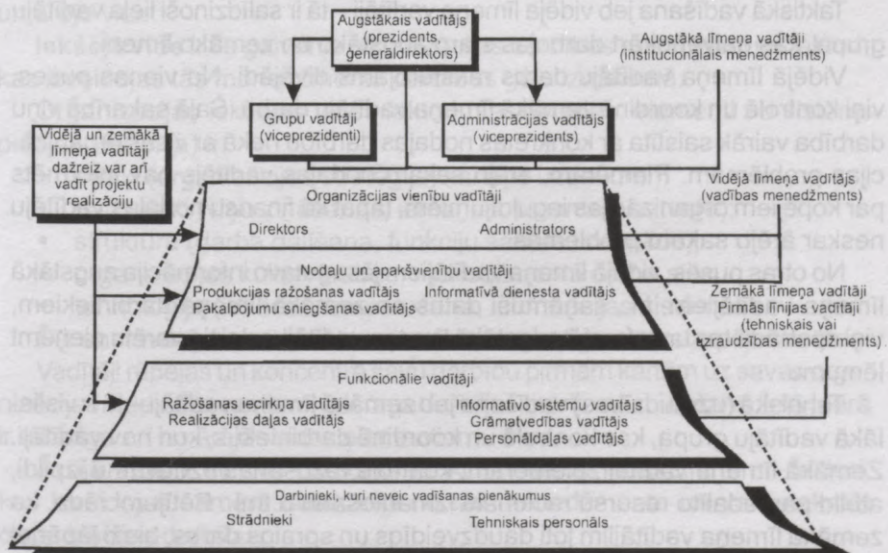 Augstākais vadītājs
(prezidents,
ģenerāldirektors)
Augstākā līmeņa vadītāji
(institucionālais menedžments)
Grupu vadītāji
(viceprezidenti)
Administrācijas vadītājs
(viceprezidents)
Vidējā un zemākā
līmeņa vadītāji
dažreiz var arī
vadīt projektu
realizāciju
Vidējā līmeņa vadītājs
(vadības menedžments)
Organizācijas vienību vadītāji
Direktors
Administrators
Nodaļu un apakšvienību vadītāji
Produkcijas ražošanas vadītājs
Informatīvā dienesta vadītājs
Pakalpojumu sniegšanas vadītājs
Zemākā līmeņa vadītāji
Pirmās līnijas vadītāji
(tehniskais vai
uzraudzības menedžments)
Funkcionālie vadītāji
Ražošanas iecirkņa vadītājs
Realizācijas daļas vadītājs
Informatīvo sistēmu vadītājs
Grāmatvedības vadītājs
Personāldaļas vadītājs
Darbinieki, kuri neveic vadīšanas pienākumus
Strādnieki
Tehniskais personāls